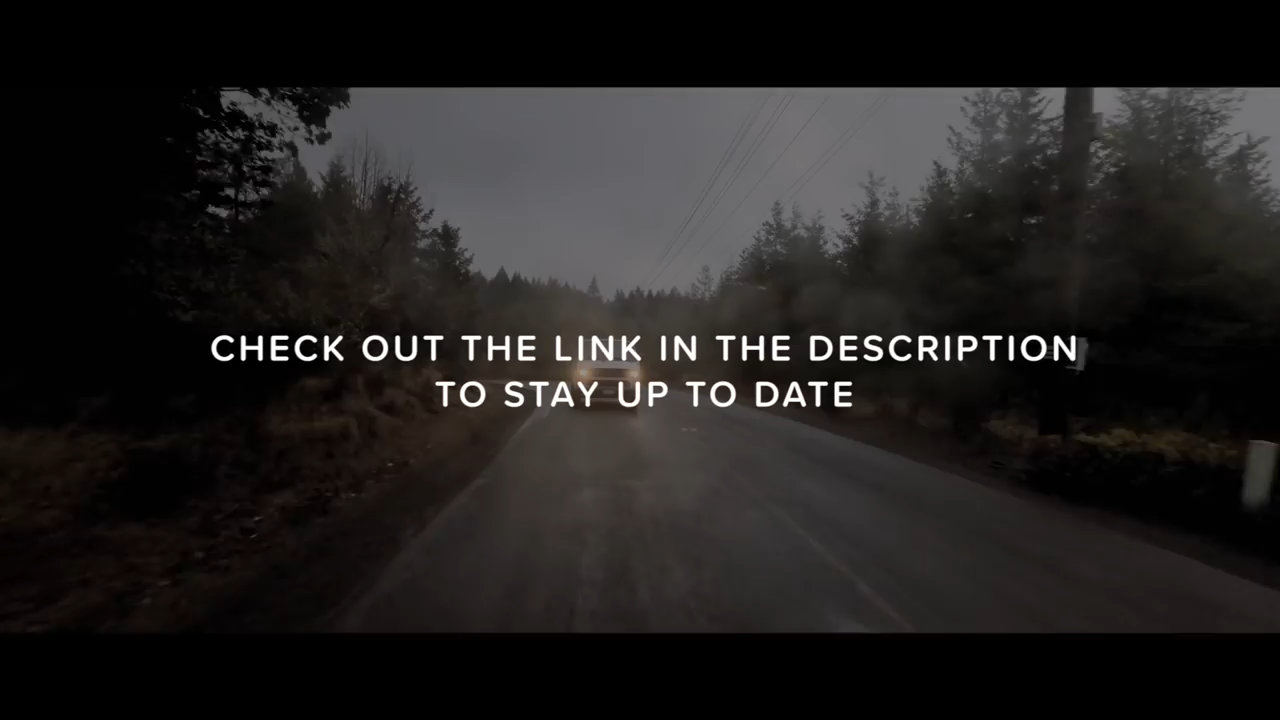 CHECK OUT THE LINK IN THE DESCRIPTION
TO STAY UP TO DATE